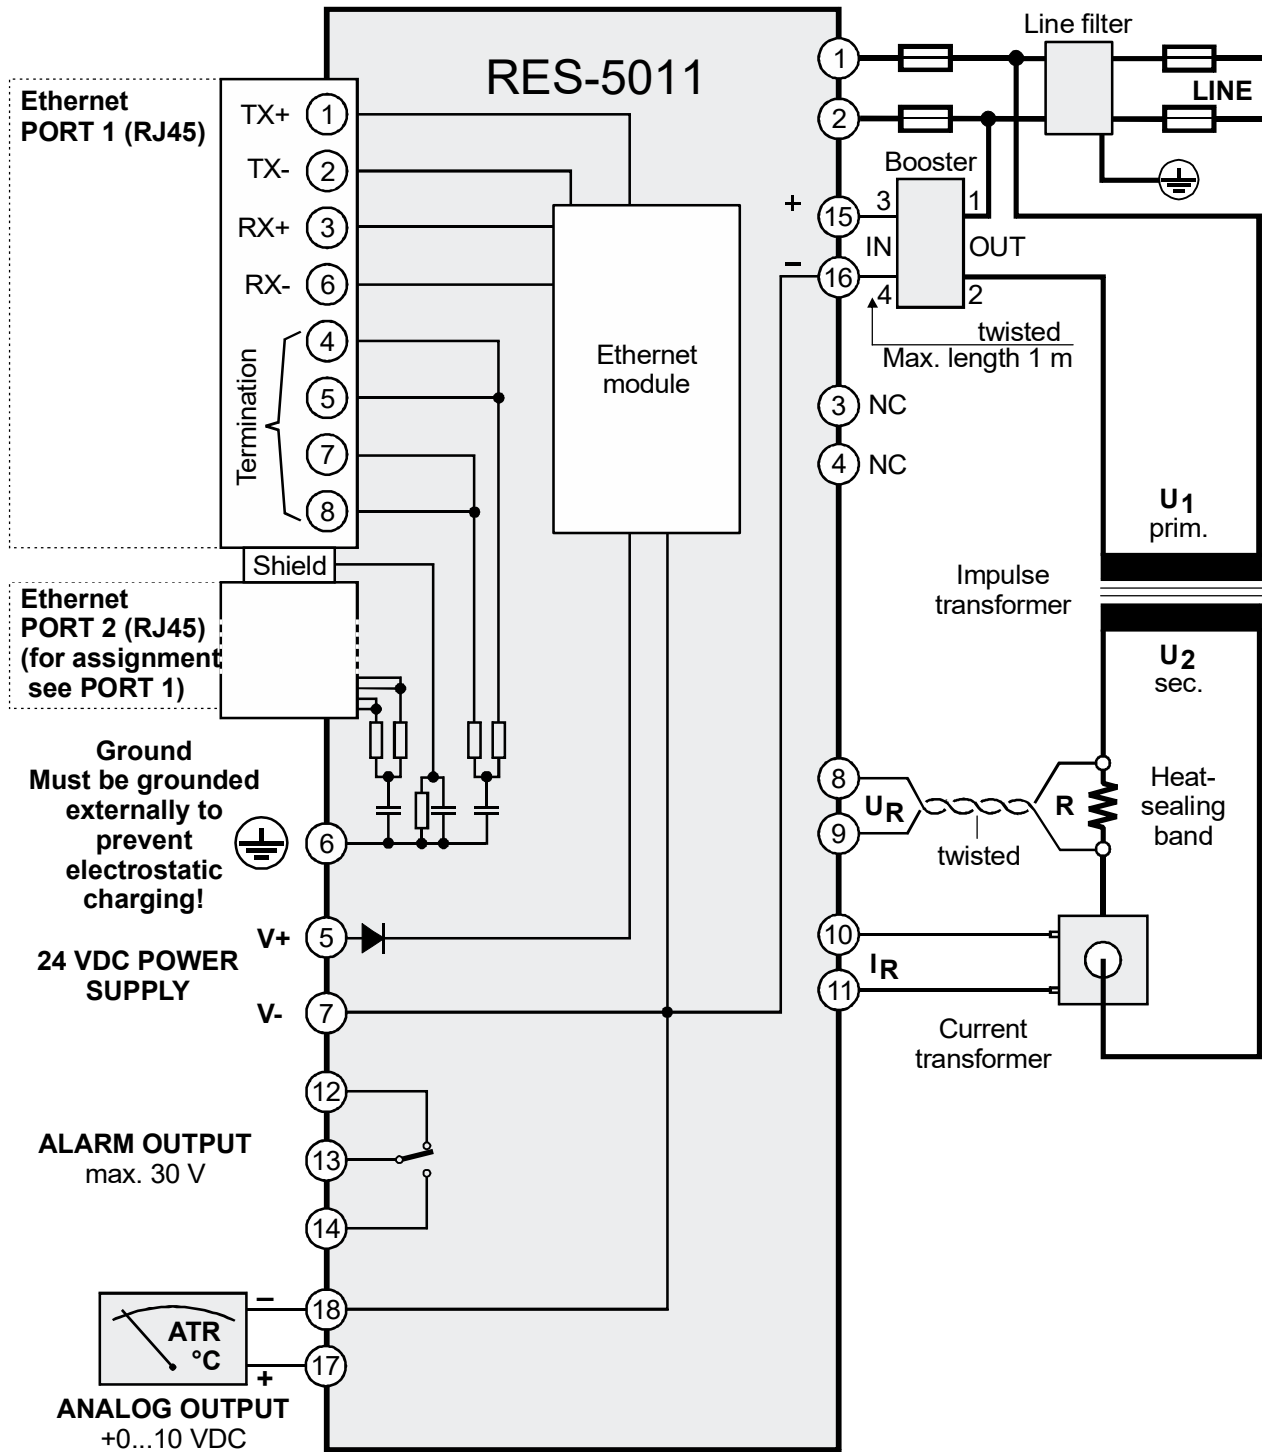 RES-5011
Ethernet
PORT 1 (RJ45)
TX+ 1
TX- 2
RX+ 3
RX- 6
Termination
4
5
7
8
Shield
Ethernet
PORT 2 (RJ45)
(for assignment
see PORT 1)
Ground
Must be grounded
externally to
prevent
electrostatic
charging!
6
24 VDC POWER
SUPPLY
V+ 5
V- 7
ALARM OUTPUT
max. 30 V
12
13
14
ATR
°C
– 18
+ 17
ANALOG OUTPUT
+0...10 VDC
Ethernet
module
Line filter
1
2
LINE
Booster
+ 15 3 1
IN OUT
– 16 4 2
twisted
Max. length 1 m
3 NC
4 NC
U1
prim.
Impulse
transformer
U2
sec.
8
9
UR
twisted
R
Heat-
sealing
band
10
11
IR
Current
transformer